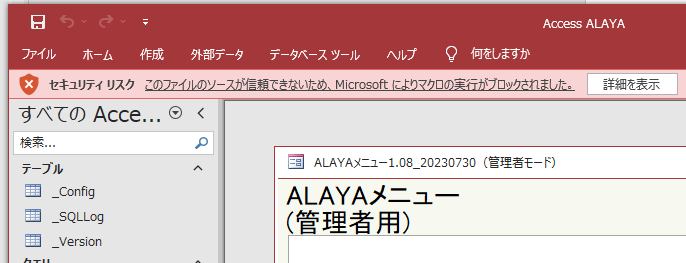 Access ALAYA
ファイル ホーム 作成 外部データ データベース ツール ヘルプ 何をしますか
セキュリティ リスク このファイルのソースが信頼できないため、Microsoft によりマクロの実行がブロックされました。 詳細を表示
すべての Acce...
検索...
ALAYAメニュー1.08_20230730（管理者モード）
テーブル
_Config
_SQLLog
_Version
クエリ
ALAYAメニュー
(管理者用)